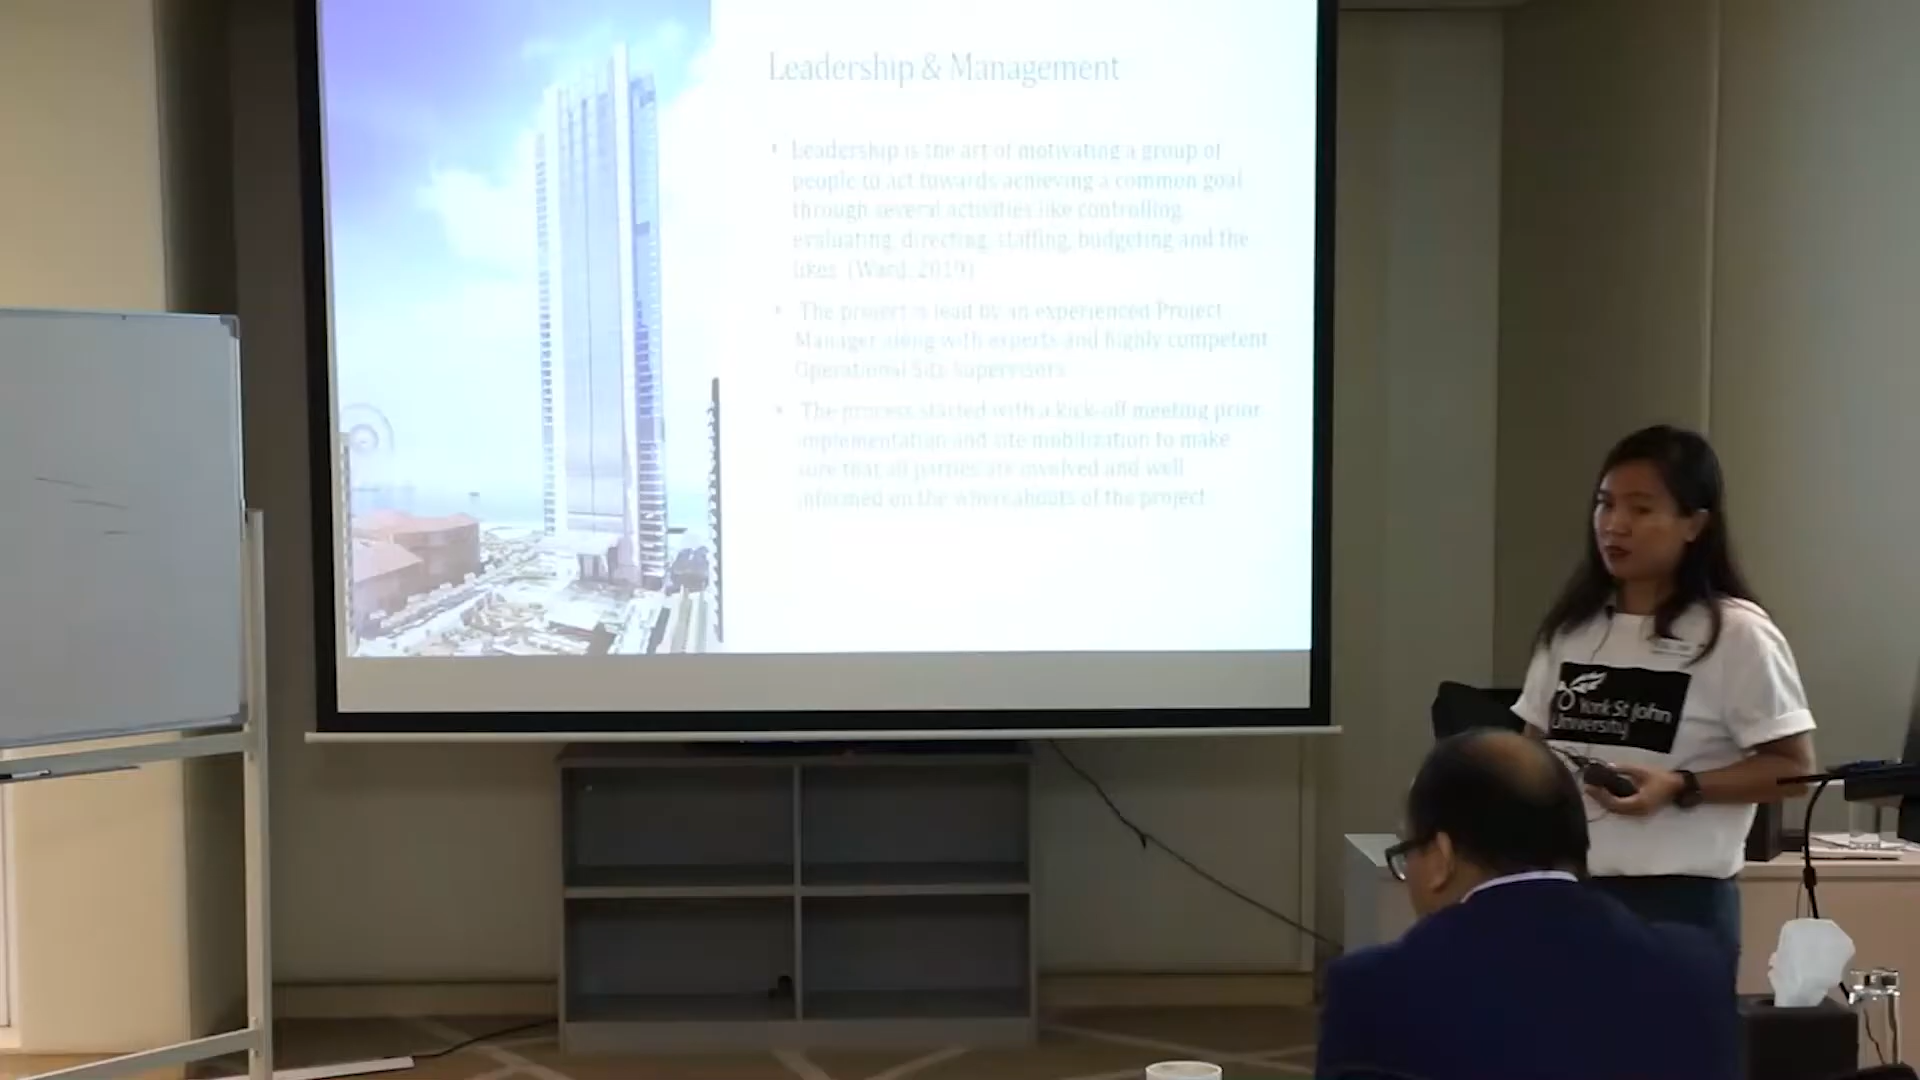 Leadership & Management
• Leadership is the art of motivating a group of
people to act towards achieving a common goal
through several activities like controlling,
evaluating, directing, staffing, budgeting and the
likes. (Ward, 2019)
• The project is lead by an experienced Project
Manager along with experts and highly competent
Operational Site Supervisors
• The process started with a kick-off meeting prior
implementation and site mobilization to make
sure that all parties are involved and well
informed on the whereabouts of the project
York St John
University